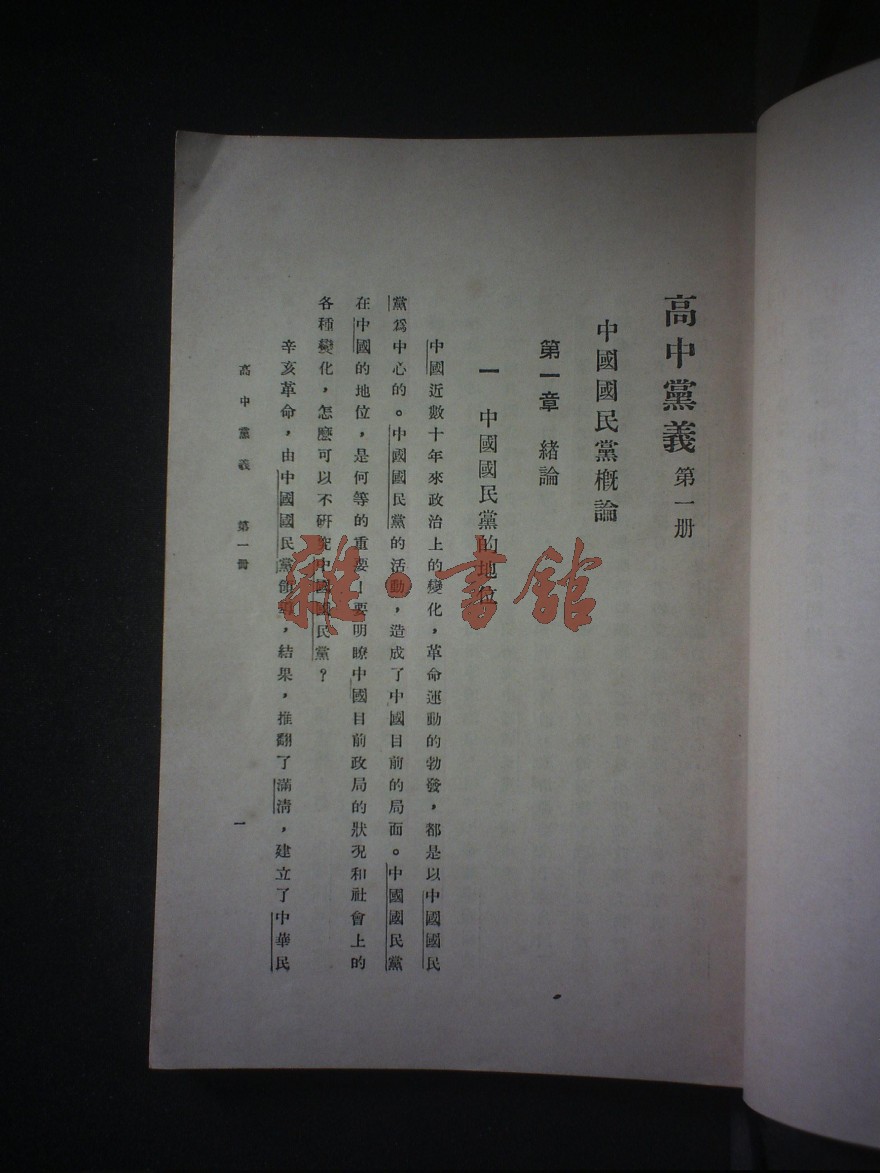 高中黨義 第一册
中國國民黨概論
第一章 緒論
一 中國國民黨的地位
中國近數十年來政治上的變化，革命運動的勃發，都是以中國國民
黨爲中心的。中國國民黨的活動，造成了中國目前的局面。中國國民黨
在中國的地位，是何等的重要！要明瞭中國目前政局的狀况和社會上的
各種變化，怎麽可以不研究中國國民黨？
辛亥革命，由中國國民黨領導，結果，推翻了滿清，建立了中華民
高中黨義 第一冊
一
雜·書館